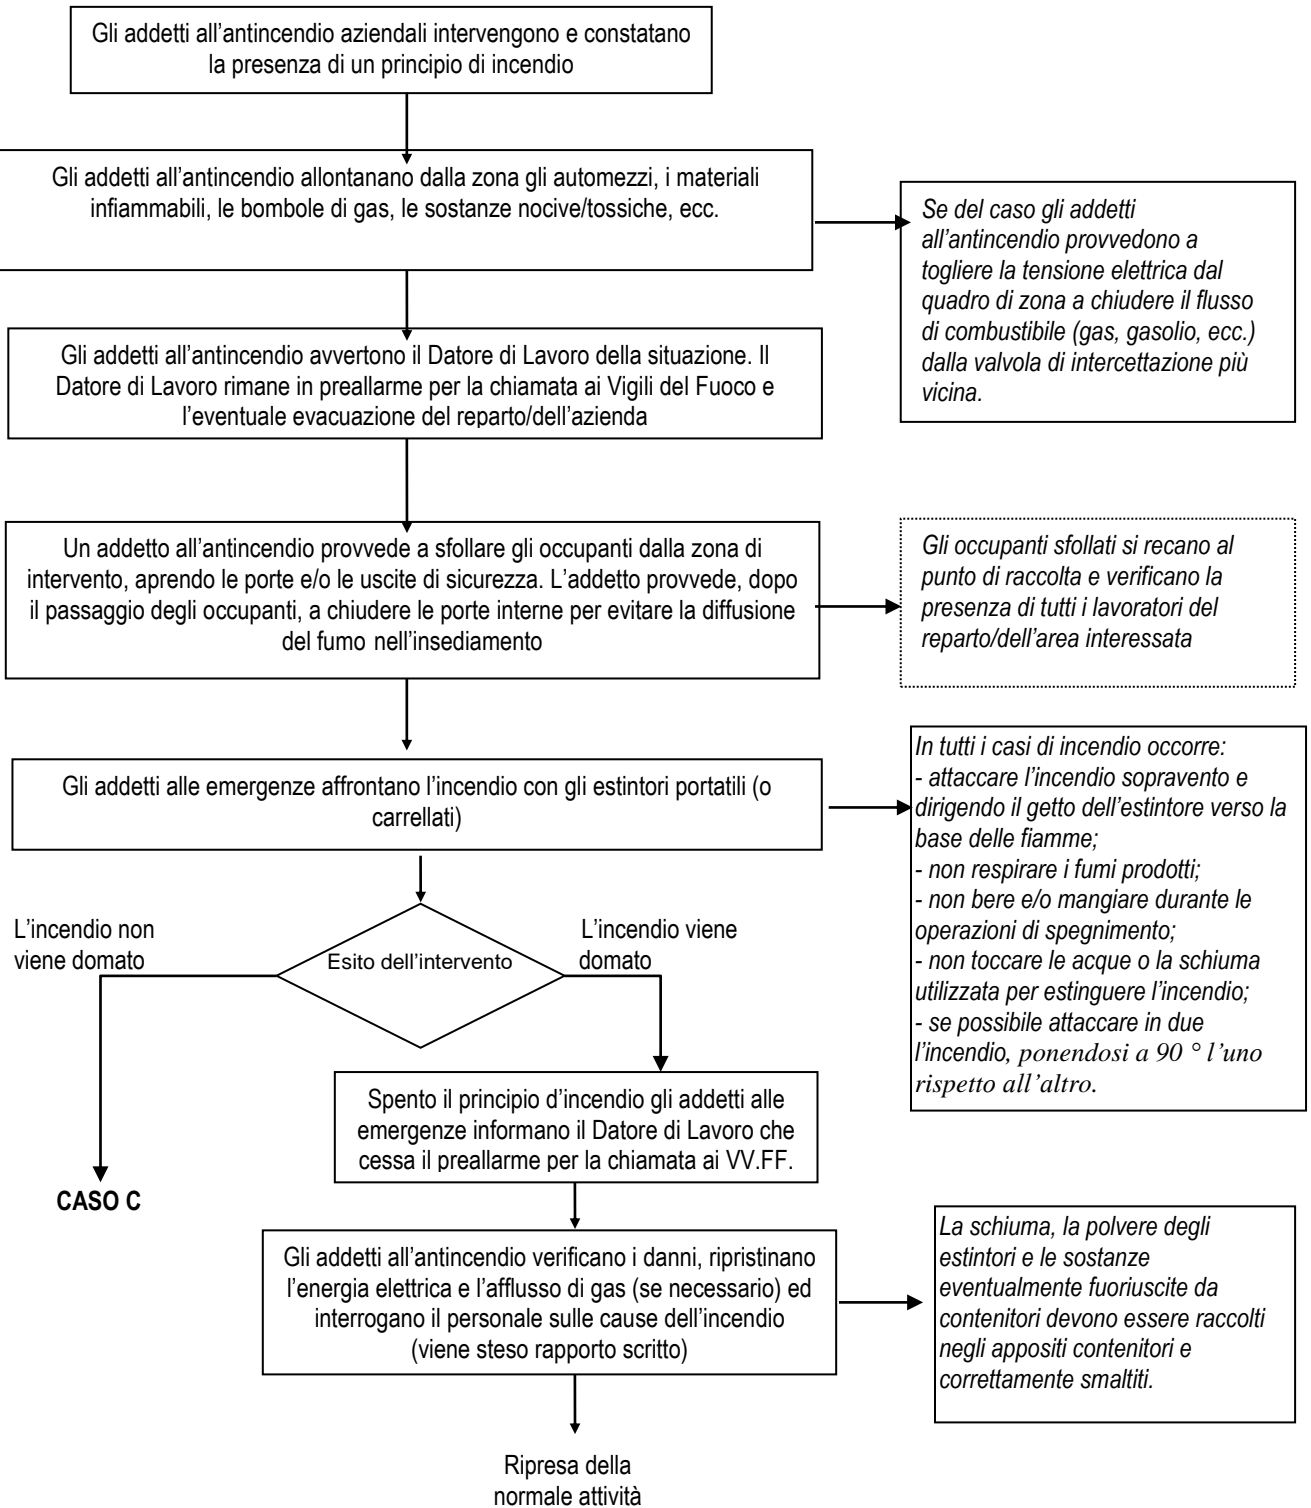 Gli addetti all’antincendio aziendali intervengono e constatano
la presenza di un principio di incendio
Gli addetti all’antincendio allontanano dalla zona gli automezzi, i materiali
infiammabili, le bombole di gas, le sostanze nocive/tossiche, ecc.
Se del caso gli addetti
all’antincendio provvedono a
togliere la tensione elettrica dal
quadro di zona a chiudere il flusso
di combustibile (gas, gasolio, ecc.)
dalla valvola di intercettazione più
vicina.
Gli addetti all’antincendio avvertono il Datore di Lavoro della situazione. Il
Datore di Lavoro rimane in preallarme per la chiamata ai Vigili del Fuoco e
l’eventuale evacuazione del reparto/dell’azienda
Un addetto all’antincendio provvede a sfollare gli occupanti dalla zona di
intervento, aprendo le porte e/o le uscite di sicurezza. L’addetto provvede, dopo
il passaggio degli occupanti, a chiudere le porte interne per evitare la diffusione
del fumo nell’insediamento
Gli occupanti sfollati si recano al
punto di raccolta e verificano la
presenza di tutti i lavoratori del
reparto/dell’area interessata
Gli addetti alle emergenze affrontano l’incendio con gli estintori portatili (o
carrellati)
In tutti i casi di incendio occorre:
- attaccare l’incendio sopravento e
dirigendo il getto dell’estintore verso la
base delle fiamme;
- non respirare i fumi prodotti;
- non bere e/o mangiare durante le
operazioni di spegnimento;
- non toccare le acque o la schiuma
utilizzata per estinguere l’incendio;
- se possibile attaccare in due
l’incendio, ponendosi a 90 ° l’uno
rispetto all’altro.
L’incendio non
viene domato
Esito dell’intervento
L’incendio viene
domato
Spento il principio d’incendio gli addetti alle
emergenze informano il Datore di Lavoro che
cessa il preallarme per la chiamata ai VV.FF.
CASO C
Gli addetti all’antincendio verificano i danni, ripristinano
l’energia elettrica e l’afflusso di gas (se necessario) ed
interrogano il personale sulle cause dell’incendio
(viene steso rapporto scritto)
La schiuma, la polvere degli
estintori e le sostanze
eventualmente fuoriuscite da
contenitori devono essere raccolti
negli appositi contenitori e
correttamente smaltiti.
Ripresa della
normale attività